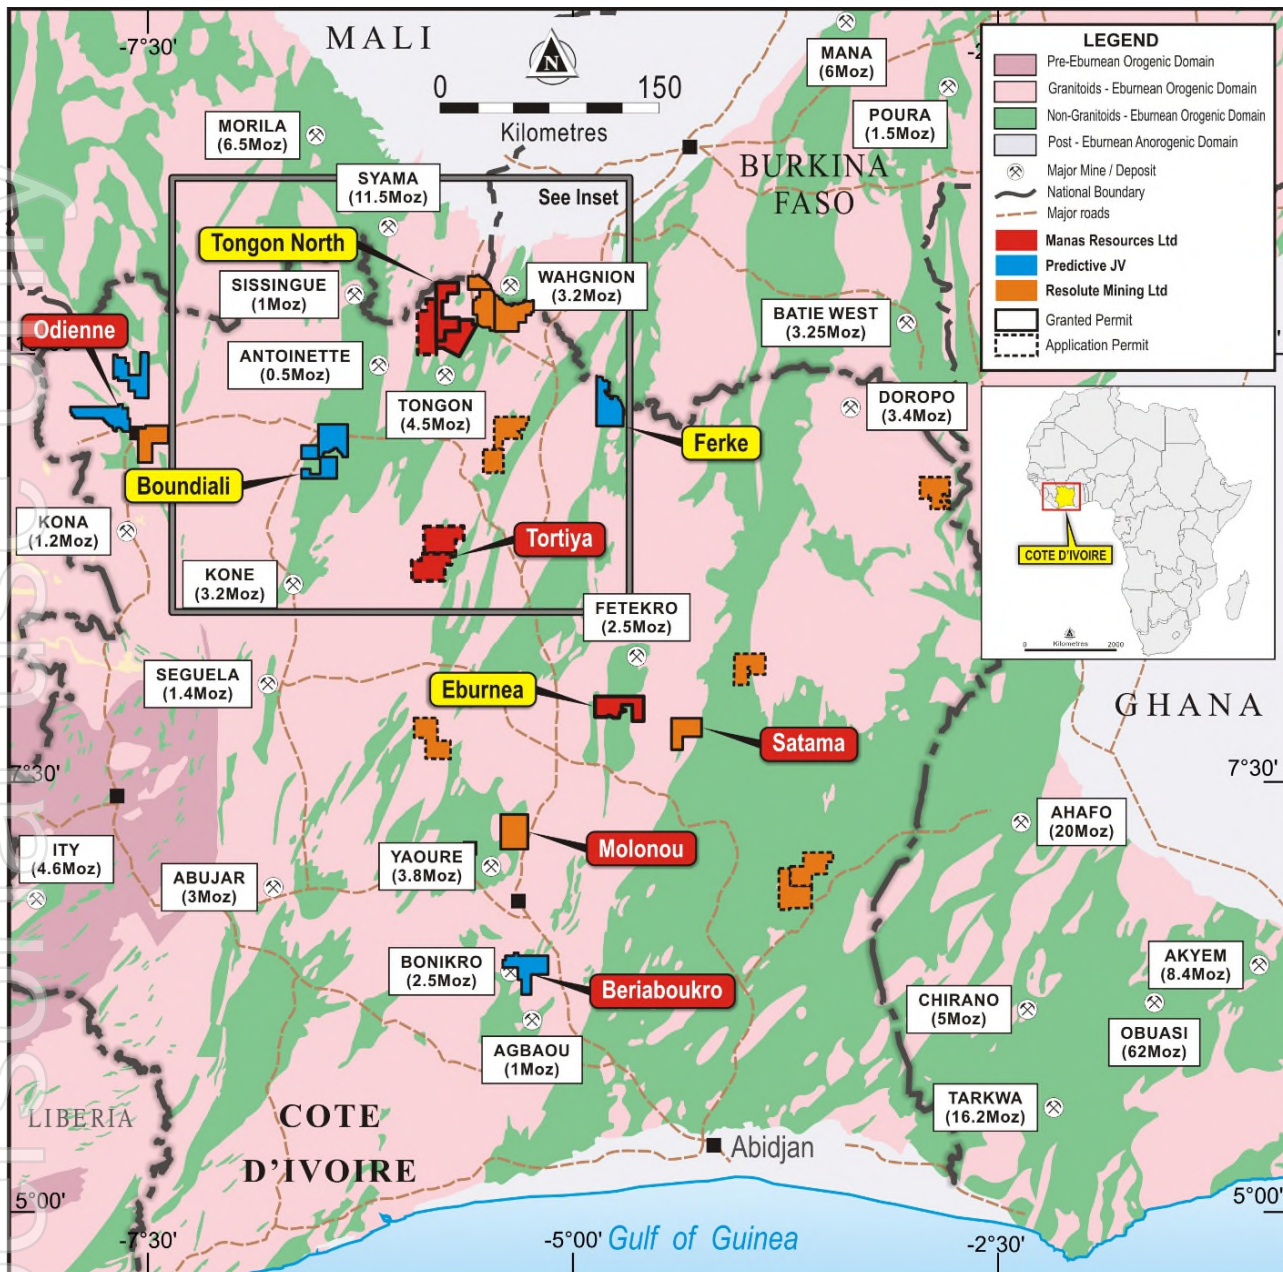 -7°30'
MALI
N
0 150
Kilometres
MANA
(6Moz)
POURA
(1.5Moz)
MORILA
(6.5Moz)
BURKINA
FASO
SYAMA
(11.5Moz)
See Inset
Tongon North
SISSINGUE
(1Moz)
WAHGNION
(3.2Moz)
BATIE WEST
(3.25Moz)
Odienne
ANTOINETTE
(0.5Moz)
TONGON
(4.5Moz)
DOROPO
(3.4Moz)
Ferke
Boundiali
KONA
(1.2Moz)
Tortiya
KONE
(3.2Moz)
FETEKRO
(2.5Moz)
SEGUELA
(1.4Moz)
Eburnea
Satama
GHANA
7°30'
7°30'
AHAFO
(20Moz)
ITY
(4.6Moz)
ABUJAR
(3Moz)
YAOURE
(3.8Moz)
Molonou
BONIKRO
(2.5Moz)
Beriaboukro
AKYEM
(8.4Moz)
CHIRANO
(5Moz)
OBUASI
(62Moz)
AGBAOU
(1Moz)
TARKWA
(16.2Moz)
LIBERIA
COTE
D'IVOIRE
Abidjan
5°00'
5°00'
-7°30'
-5°00'
Gulf of Guinea
-2°30'
LEGEND
Pre-Eburnean Orogenic Domain
Granitoids - Eburnean Orogenic Domain
Non-Granitoids - Eburnean Orogenic Domain
Post - Eburnean Anorogenic Domain
Major Mine / Deposit
National Boundary
Major roads
Manas Resources Ltd
Predictive JV
Resolute Mining Ltd
Granted Permit
Application Permit
COTE D'IVOIRE
Kilometres
0 2000